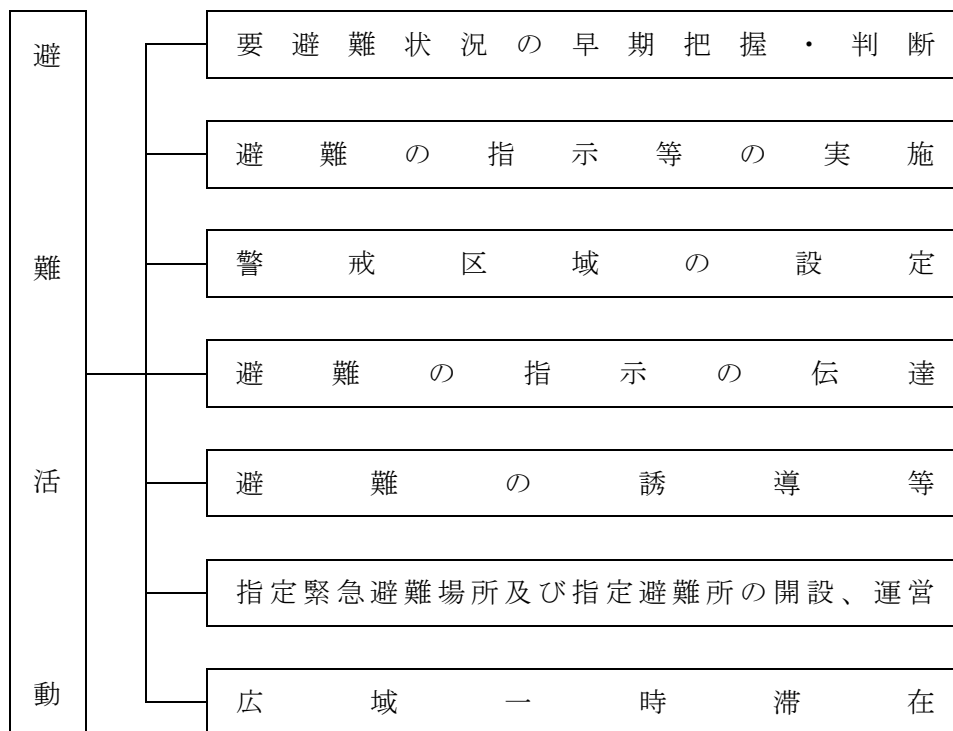 避難活動
要避難状況の早期把握・判断
避難の指示等の実施
警戒区域の設定
避難の指示の伝達
避難の誘導等
指定緊急避難場所及び指定避難所の開設、運営
広域一時滞在